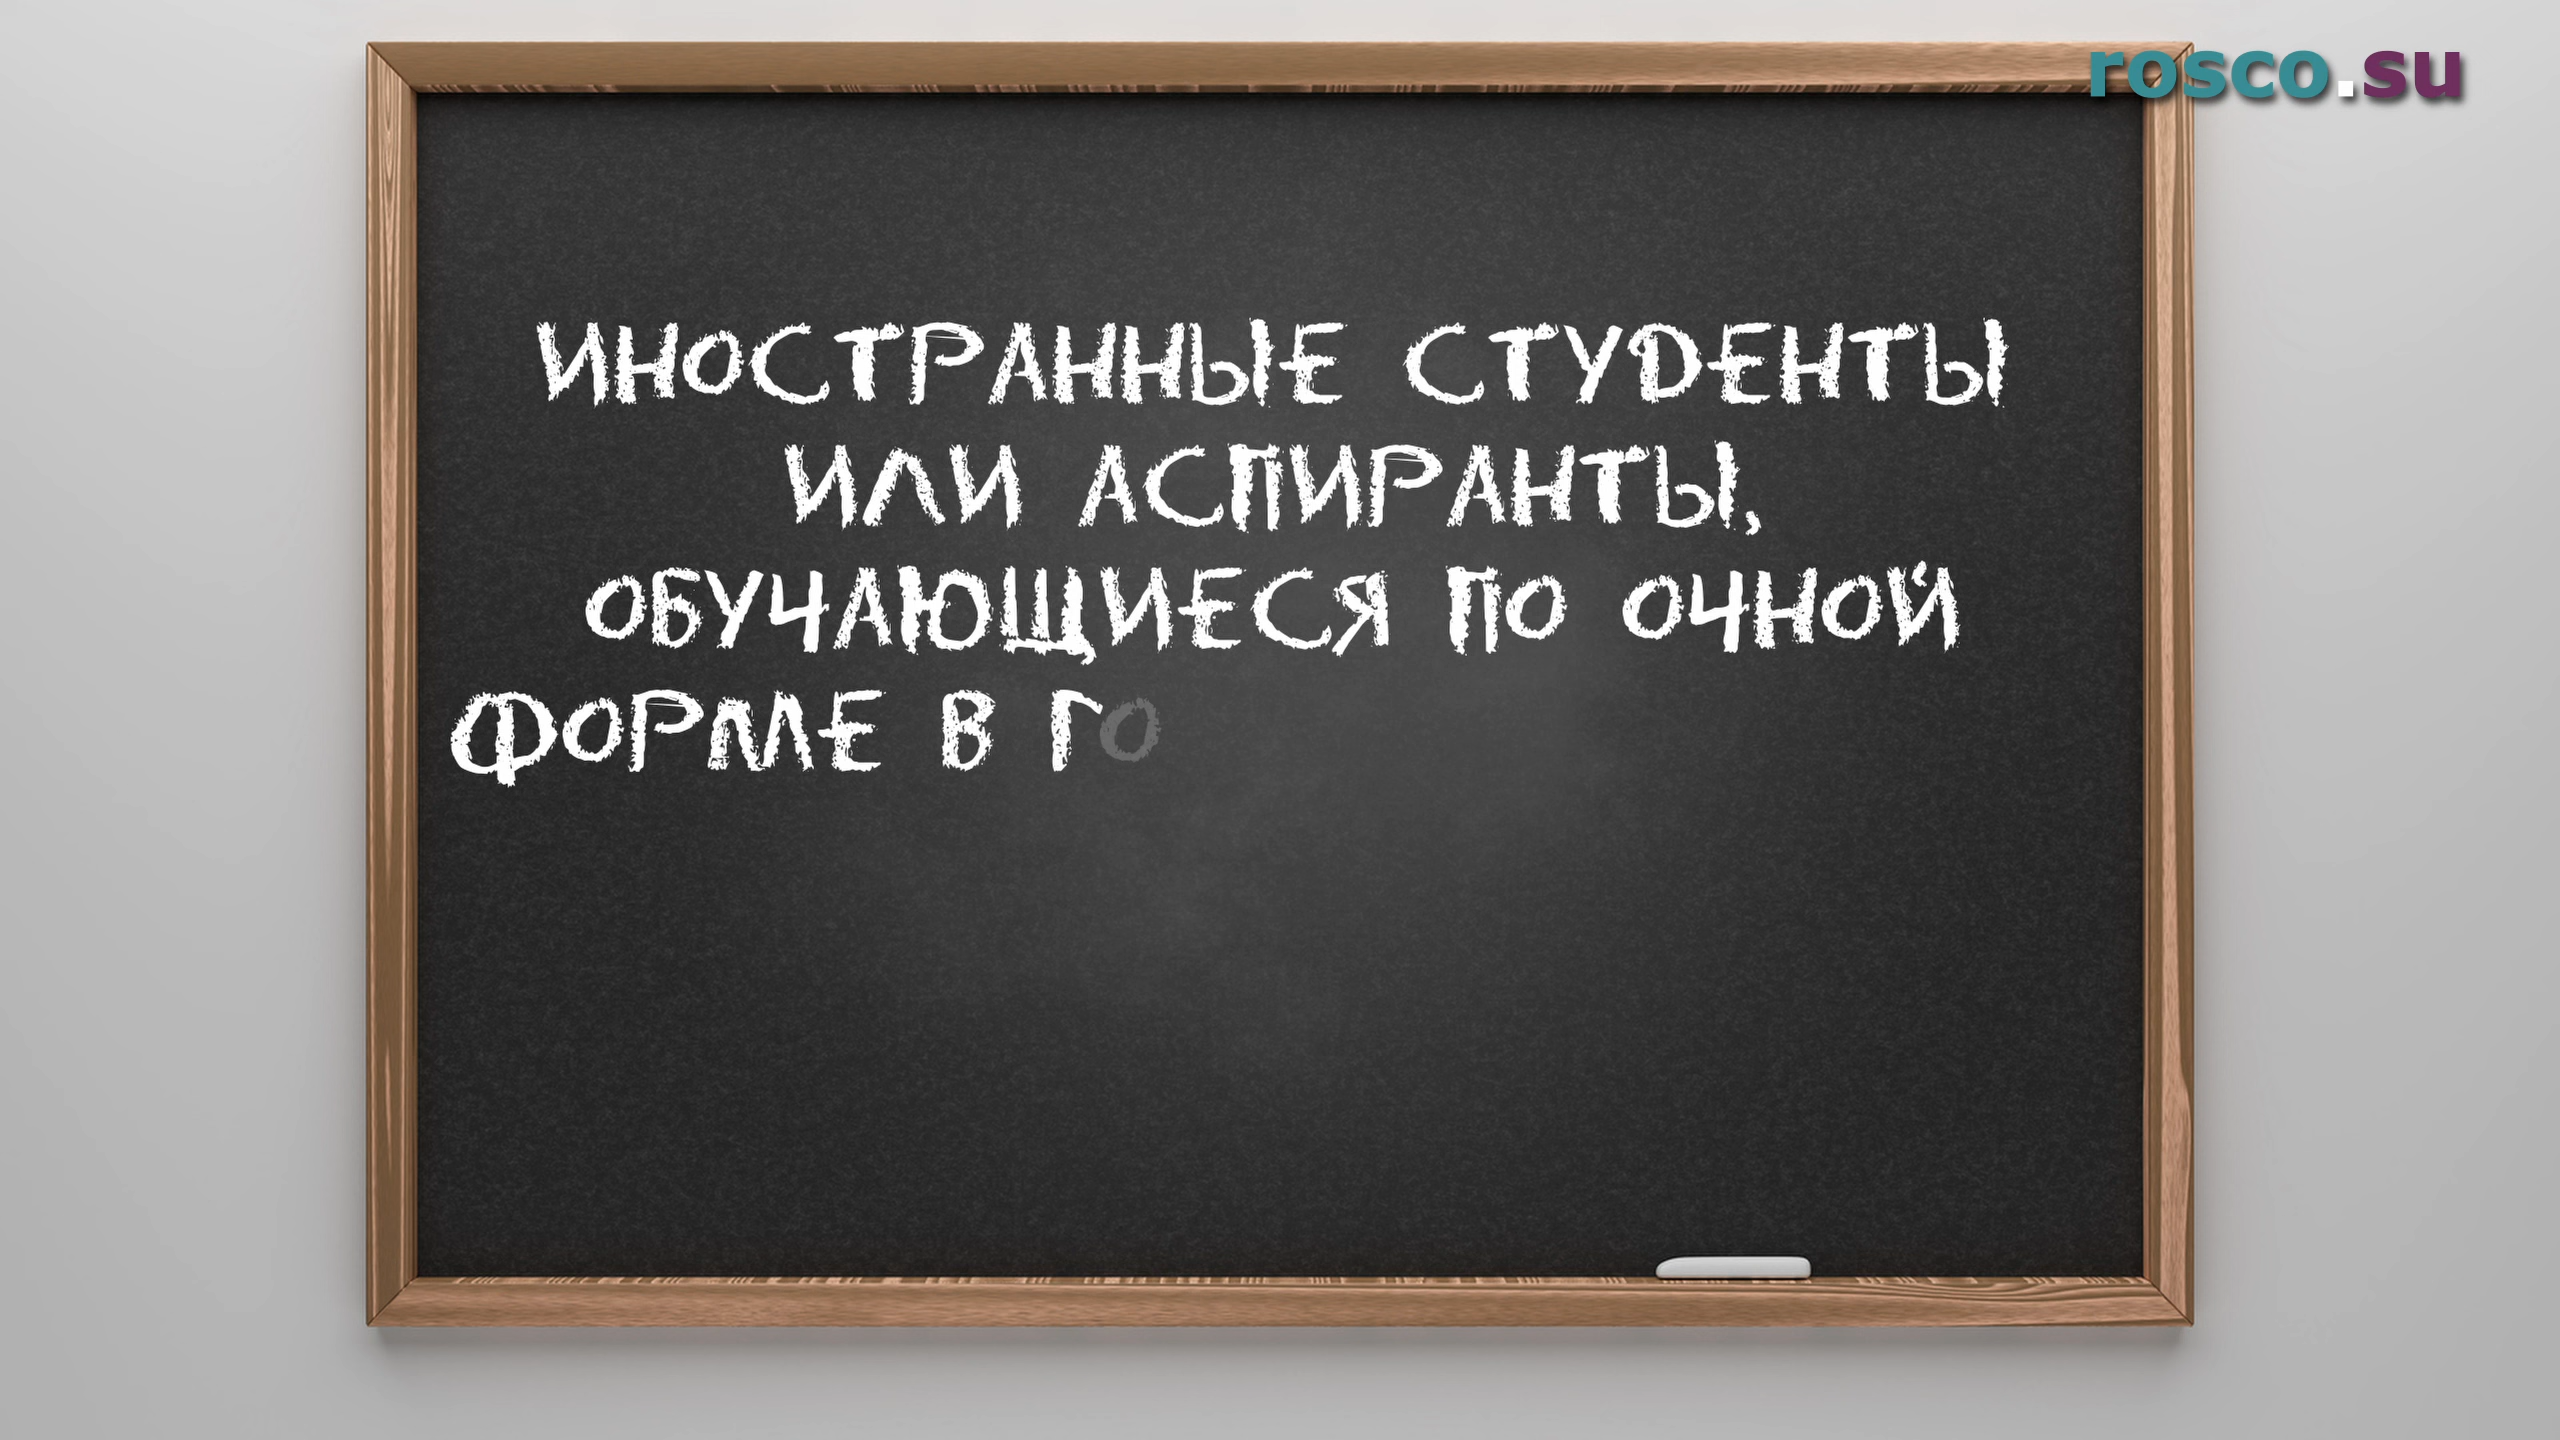 rosco.su
ИНОСТРАННЫЕ СТУДЕНТЫ
ИЛИ АСПИРАНТЫ,
ОБУЧАЮЩИЕСЯ ПО ОЧНОЙ
ФОРМЕ В ГО